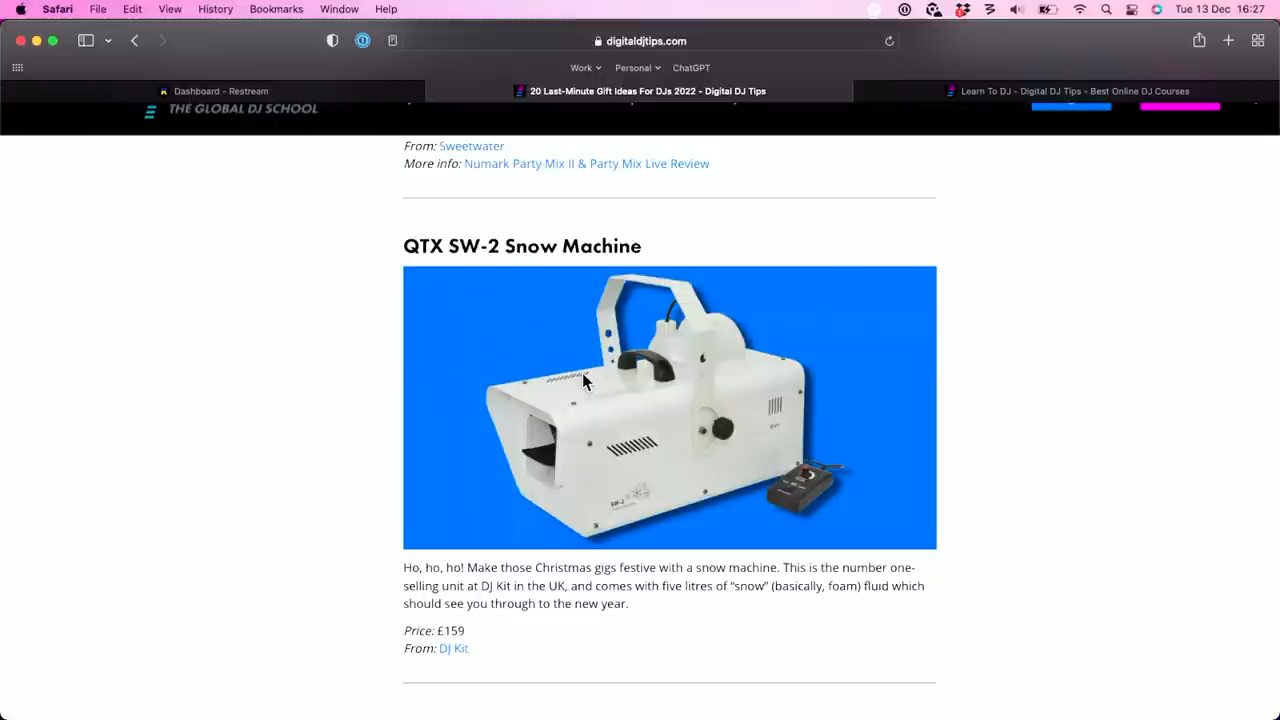 Safari File Edit View History Bookmarks Window Help Tue 13 Dec 16:27
digitaldjtips.com
Work Personal ChatGPT
Dashboard - Restream
20 Last-Minute Gift Ideas For DJs 2022 - Digital DJ Tips
Learn To DJ - Digital DJ Tips - Best Online DJ Courses
THE GLOBAL DJ SCHOOL
From: Sweetwater
More info: Numark Party Mix II & Party Mix Live Review
QTX SW-2 Snow Machine
SW-2
Ho, ho, ho! Make those Christmas gigs festive with a snow machine. This is the number one-
selling unit at DJ Kit in the UK, and comes with five litres of “snow” (basically, foam) fluid which
should see you through to the new year.
Price: £159
From: DJ Kit